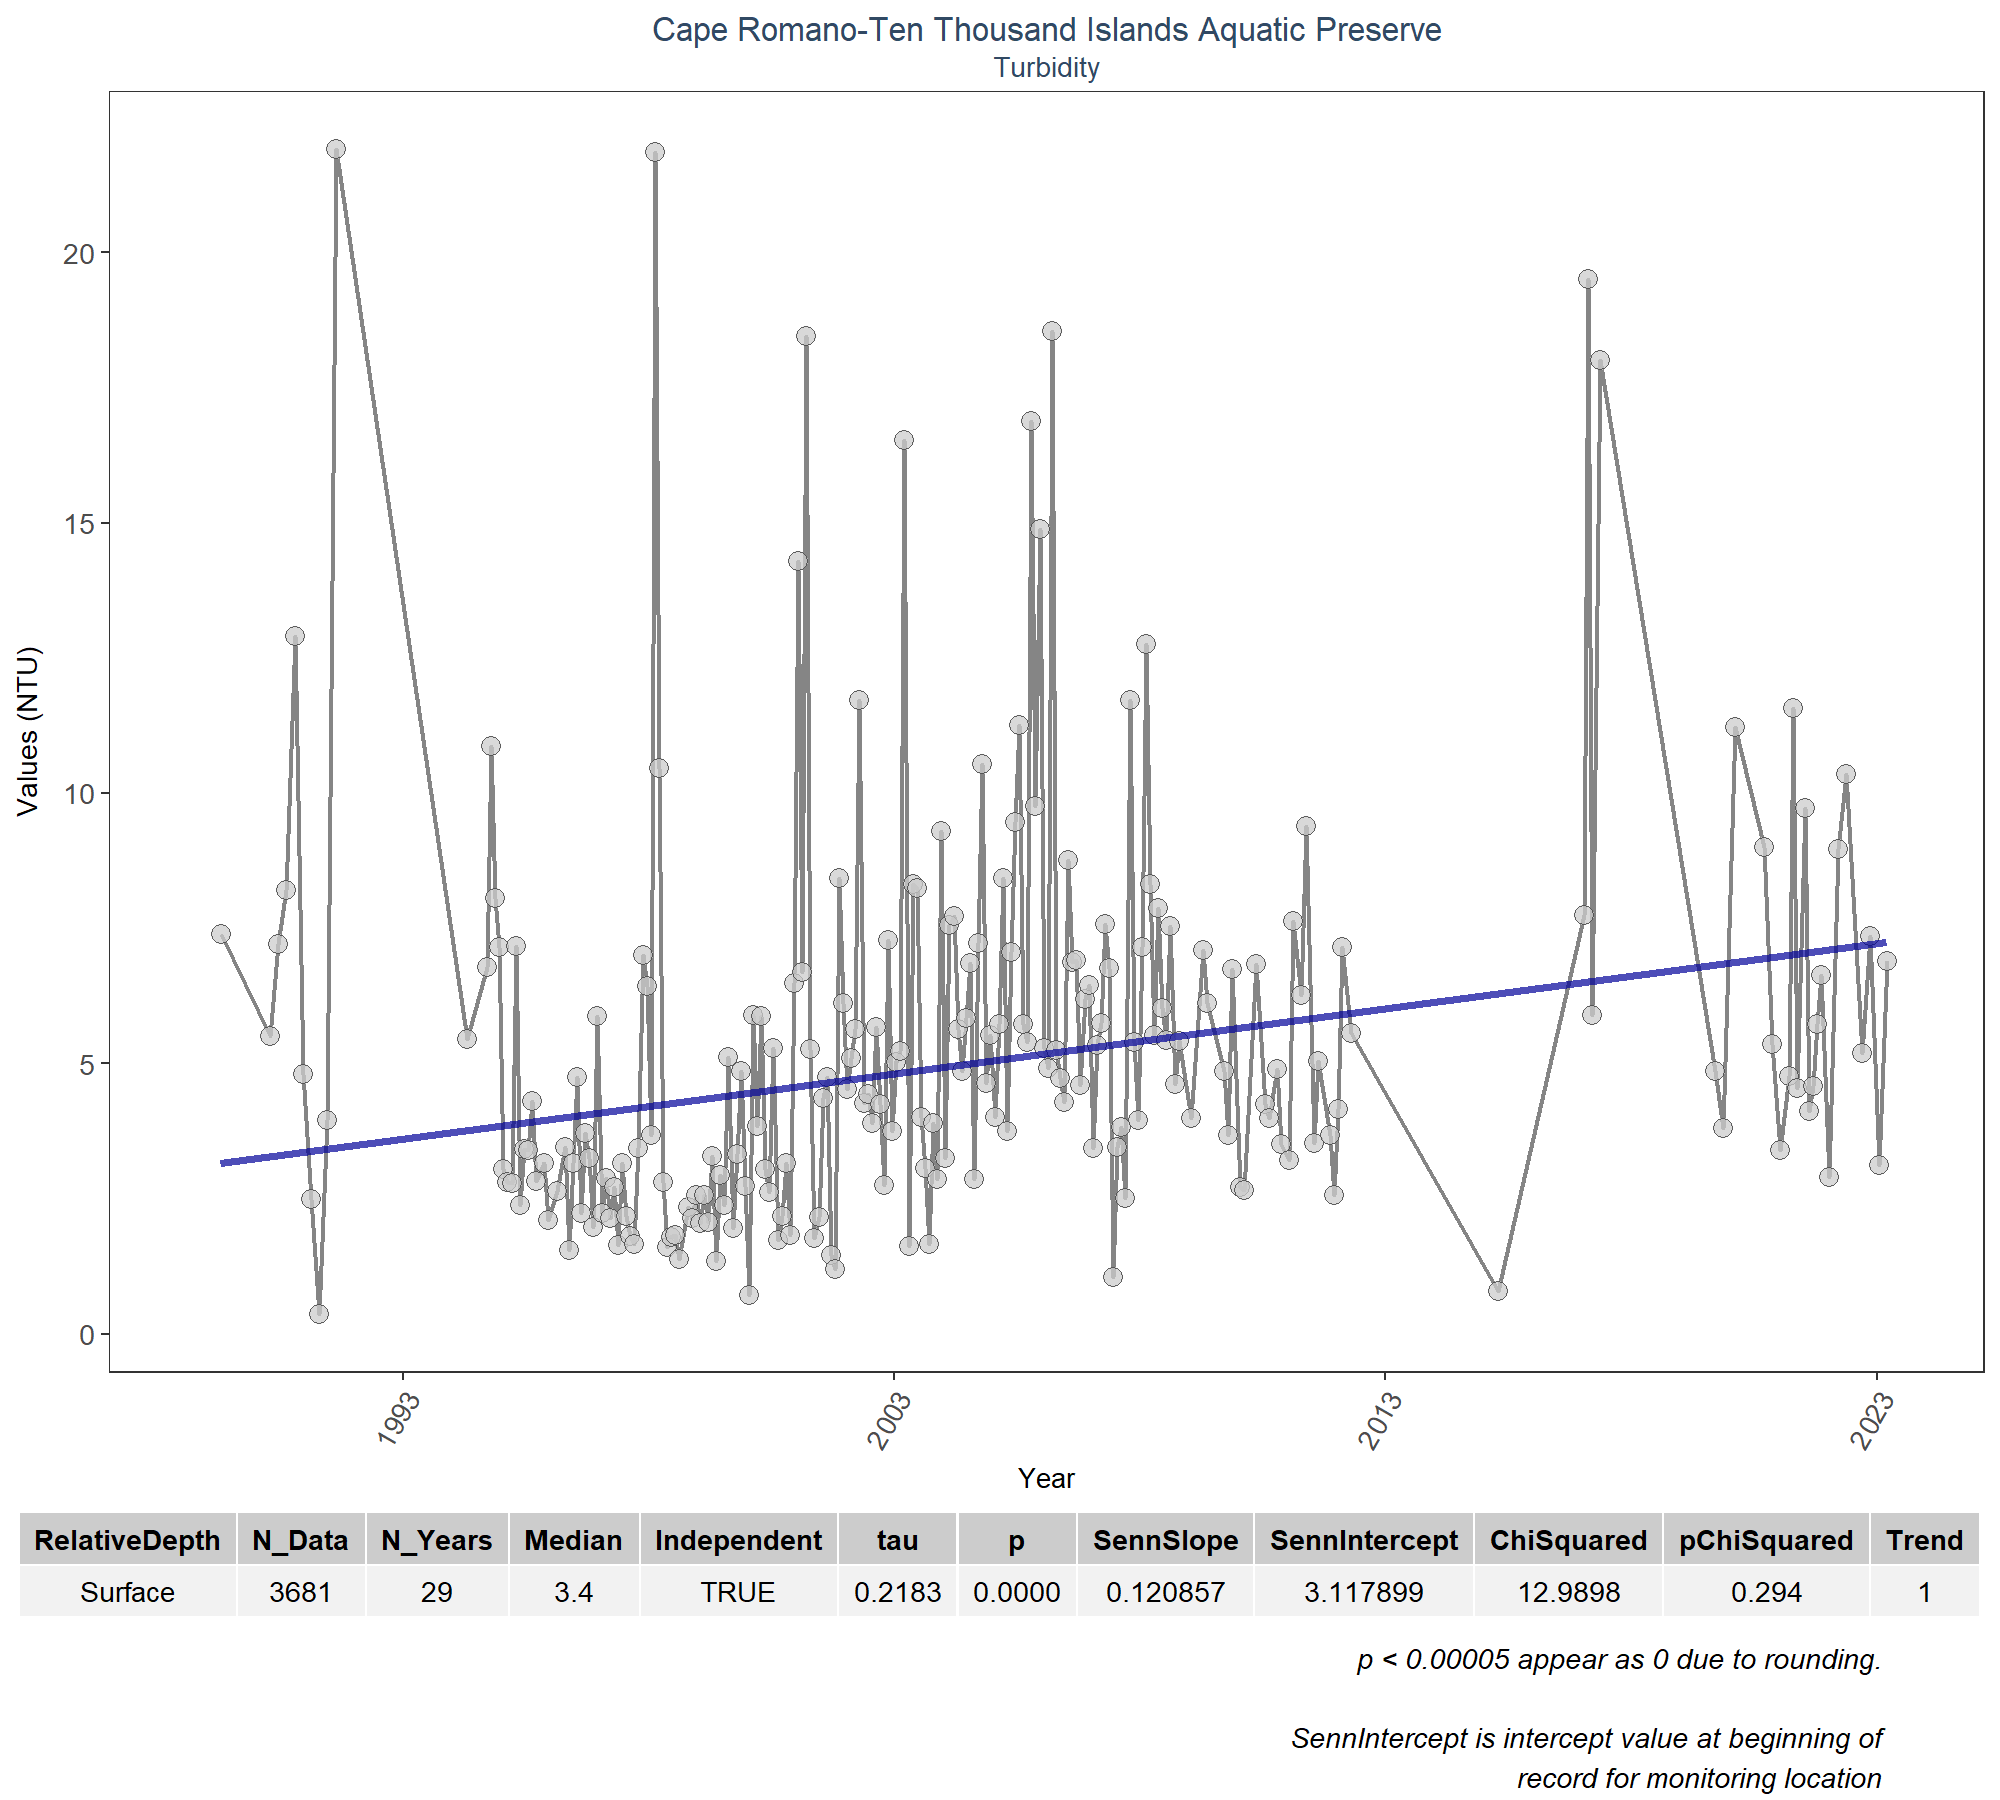 Cape Romano-Ten Thousand Islands Aquatic Preserve
Turbidity
Values (NTU)
20
15
10
5
0
1993
2003
2013
2023
Year
RelativeDepth N_Data N_Years Median Independent tau p SennSlope SennIntercept ChiSquared pChiSquared Trend
Surface 3681 29 3.4 TRUE 0.2183 0.0000 0.120857 3.117899 12.9898 0.294 1
p < 0.00005 appear as 0 due to rounding.
SennIntercept is intercept value at beginning of
record for monitoring location